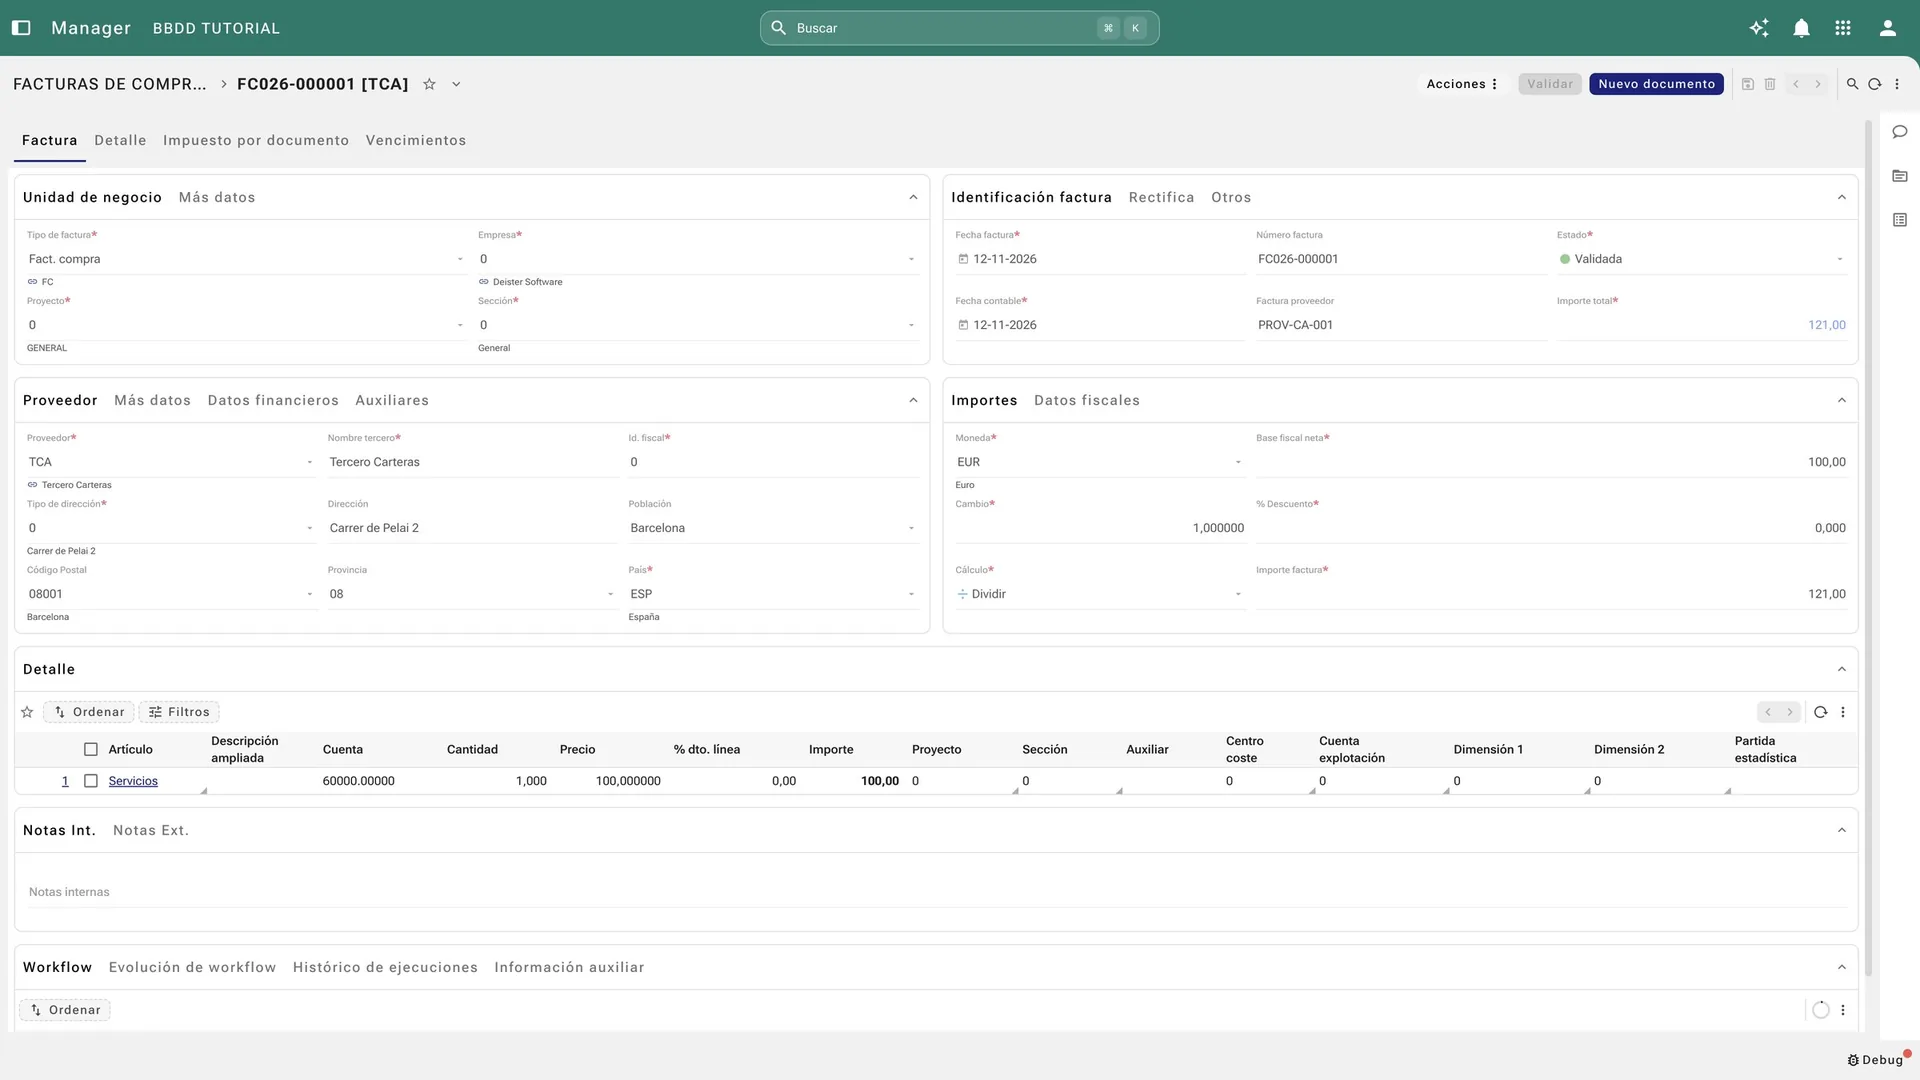 Manager BBDD TUTORIAL Buscar ⌘ K
FACTURAS DE COMPR... > FC026-000001 [TCA] Acciones Validar Nuevo documento
Factura Detalle Impuesto por documento Vencimientos
Unidad de negocio Más datos
Tipo de factura* Empresa*
Fact. compra 0
FC Deister Software
Proyecto* Sección*
0 0
GENERAL General
Identificación factura Rectifica Otros
Fecha factura* Número factura Estado*
12-11-2026 FC026-000001 Validada
Fecha contable* Factura proveedor Importe total*
12-11-2026 PROV-CA-001 121,00
Proveedor Más datos Datos financieros Auxiliares
Proveedor* Nombre tercero* Id. fiscal*
TCA Tercero Carteras 0
Tercero Carteras
Tipo de dirección* Dirección Población
0 Carrer de Pelai 2 Barcelona
Carrer de Pelai 2
Código Postal Provincia País*
08001 08 ESP
Barcelona España
Importes Datos fiscales
Moneda* Base fiscal neta*
EUR 100,00
Euro
Cambio* % Descuento*
1,000000 0,000
Cálculo* Importe factura*
Dividir 121,00
Detalle
Ordenar Filtros
Artículo Descripción ampliada Cuenta Cantidad Precio % dto. línea Importe Proyecto Sección Auxiliar Centro coste Cuenta explotación Dimensión 1 Dimensión 2 Partida estadística
1 Servicios 60000.00000 1,000 100,000000 0,00 100,00 0 0 0 0 0 0
Notas Int. Notas Ext.
Notas internas
Workflow Evolución de workflow Histórico de ejecuciones Información auxiliar
Ordenar
Debug